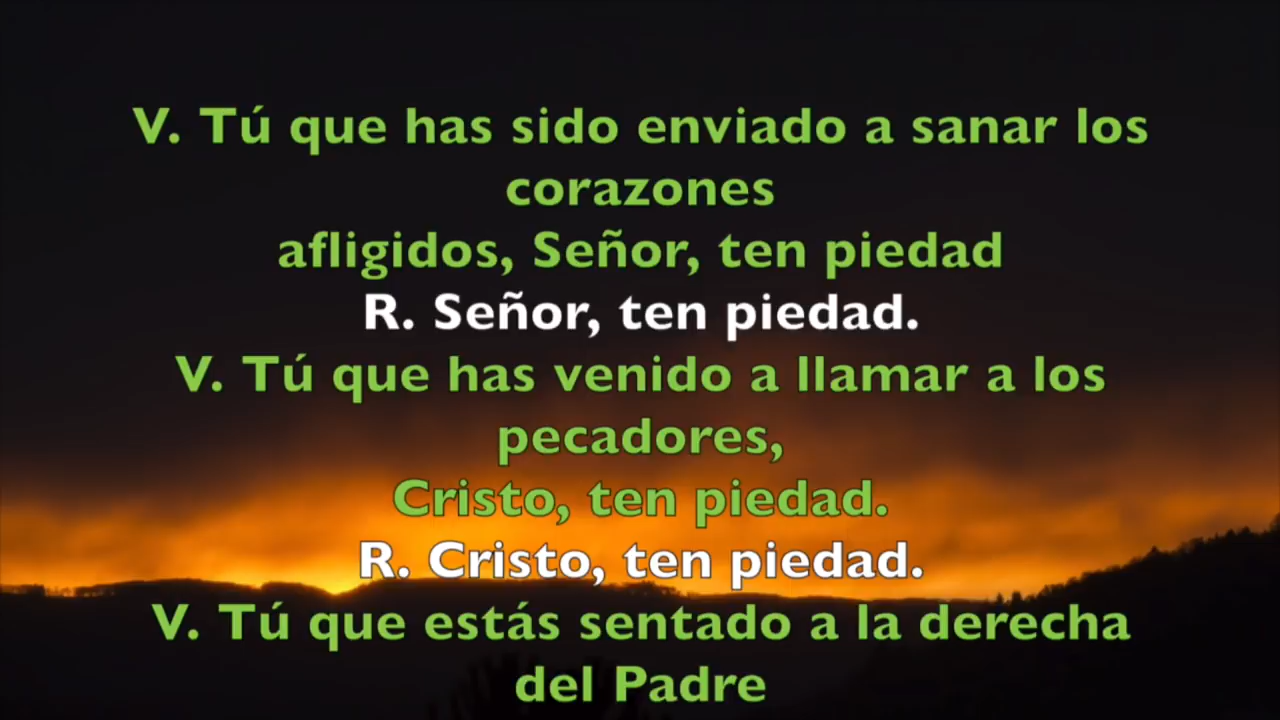 V. Tú que has sido enviado a sanar los
corazones
afligidos, Señor, ten piedad
R. Señor, ten piedad.
V. Tú que has venido a llamar a los
pecadores,
Cristo, ten piedad.
R. Cristo, ten piedad.
V. Tú que estás sentado a la derecha
del Padre